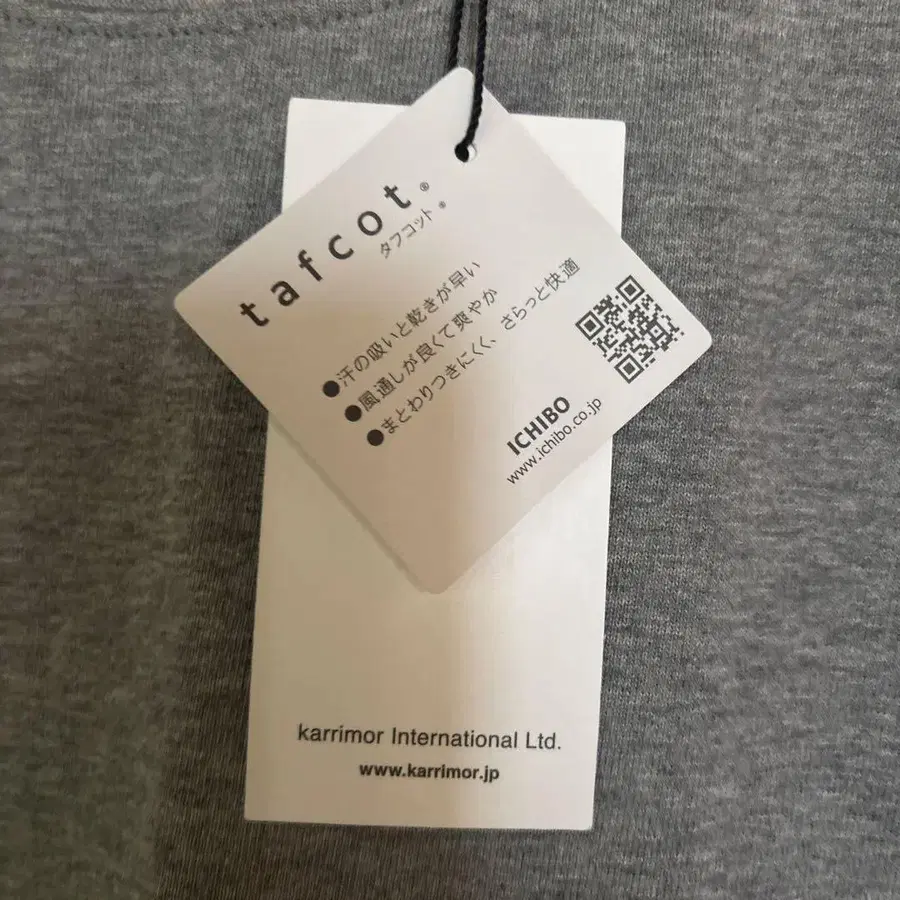 tafcot®
タフコット®
●汗の吸いと乾きが早い
●風通しが良くて爽やか
●まとわりつきにくく、さらっと快適
ICHIBO
www.ichibo.co.jp
karrimor International Ltd.
www.karrimor.jp